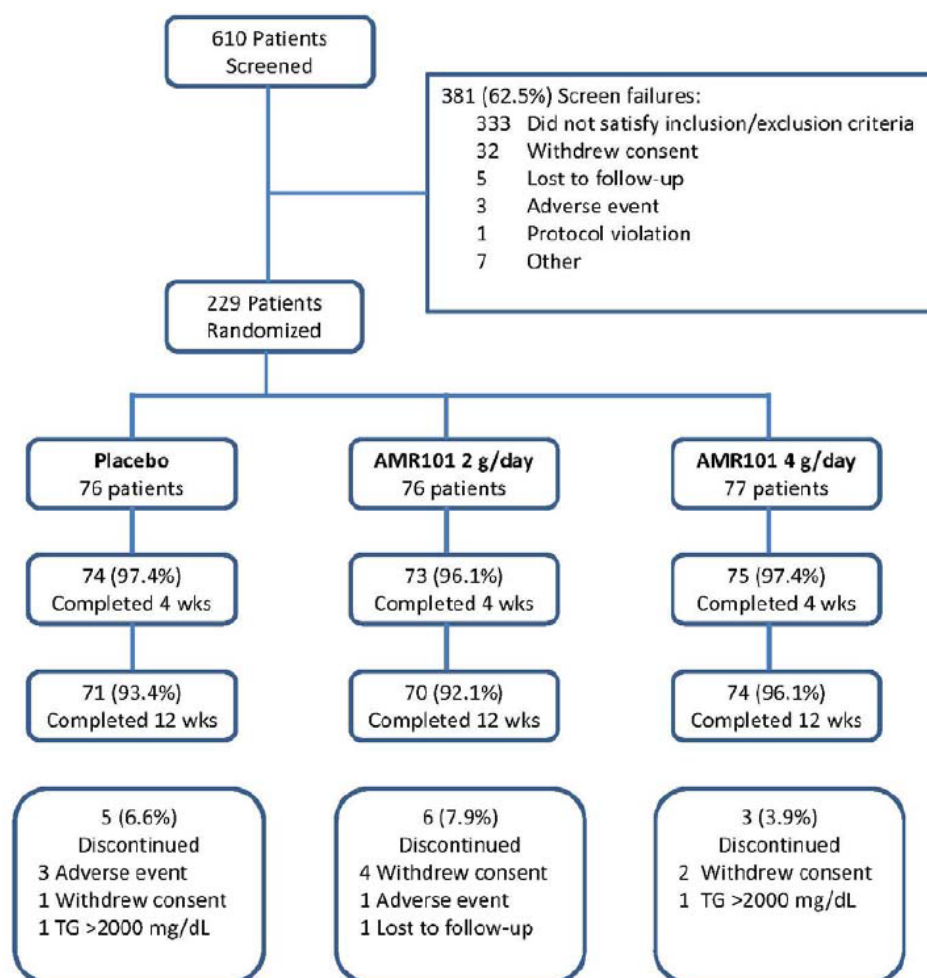 610 Patients
Screened
381 (62.5%) Screen failures:
333 Did not satisfy inclusion/exclusion criteria
32 Withdrew consent
5 Lost to follow-up
3 Adverse event
1 Protocol violation
7 Other
229 Patients
Randomized
Placebo
76 patients
AMR101 2 g/day
76 patients
AMR101 4 g/day
77 patients
74 (97.4%)
Completed 4 wks
73 (96.1%)
Completed 4 wks
75 (97.4%)
Completed 4 wks
71 (93.4%)
Completed 12 wks
70 (92.1%)
Completed 12 wks
74 (96.1%)
Completed 12 wks
5 (6.6%)
Discontinued
3 Adverse event
1 Withdrew consent
1 TG >2000 mg/dL
6 (7.9%)
Discontinued
4 Withdrew consent
1 Adverse event
1 Lost to follow-up
3 (3.9%)
Discontinued
2 Withdrew consent
1 TG >2000 mg/dL